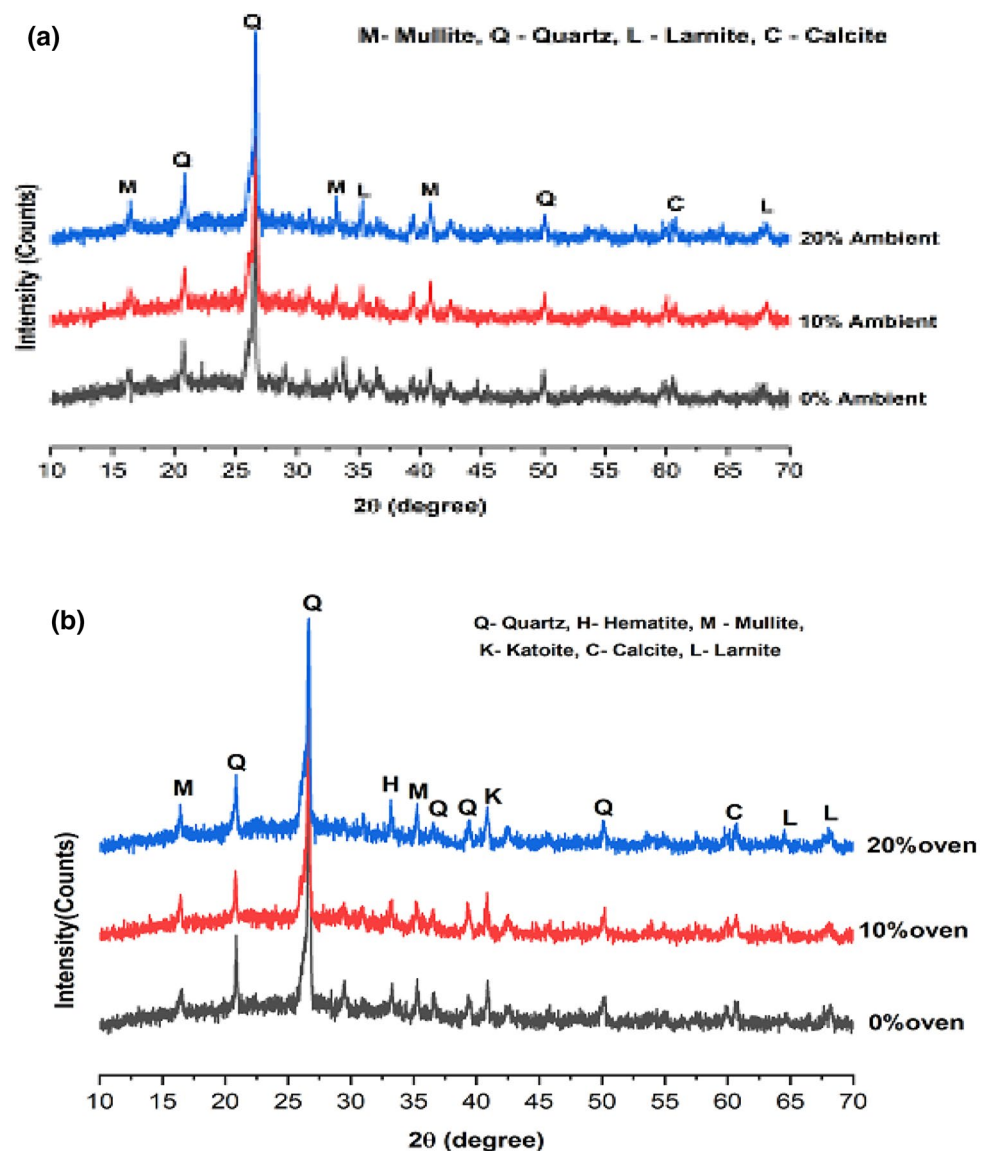 (a)
M- Mullite, Q - Quartz, L - Larnite, C - Calcite
Q
M Q M L M Q C L
20% Ambient
10% Ambient
0% Ambient
Intensity (Counts)
10 15 20 25 30 35 40 45 50 55 60 65 70
2θ (degree)
(b)
Q- Quartz, H- Hematite, M - Mullite,
K- Katoite, C- Calcite, L- Larnite
Q
M Q H M Q Q K Q C L L
20%oven
10%oven
0%oven
Intensity(Counts)
10 15 20 25 30 35 40 45 50 55 60 65 70
2θ (degree)